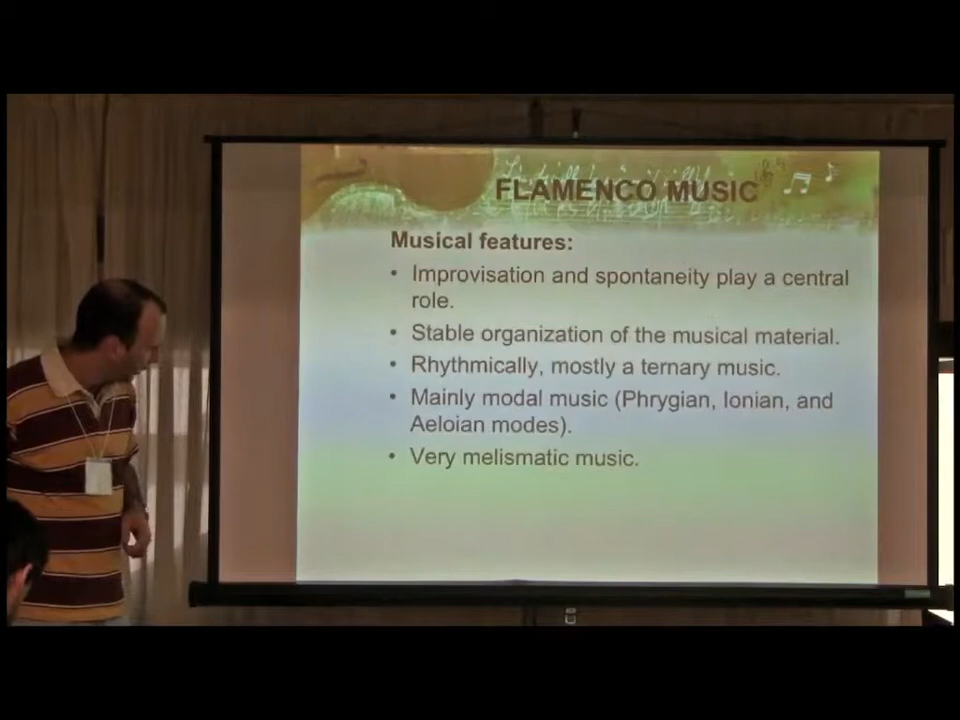 FLAMENCO MUSIC
Musical features:
• Improvisation and spontaneity play a central
role.
• Stable organization of the musical material.
• Rhythmically, mostly a ternary music.
• Mainly modal music (Phrygian, Ionian, and
Aeloian modes).
• Very melismatic music.